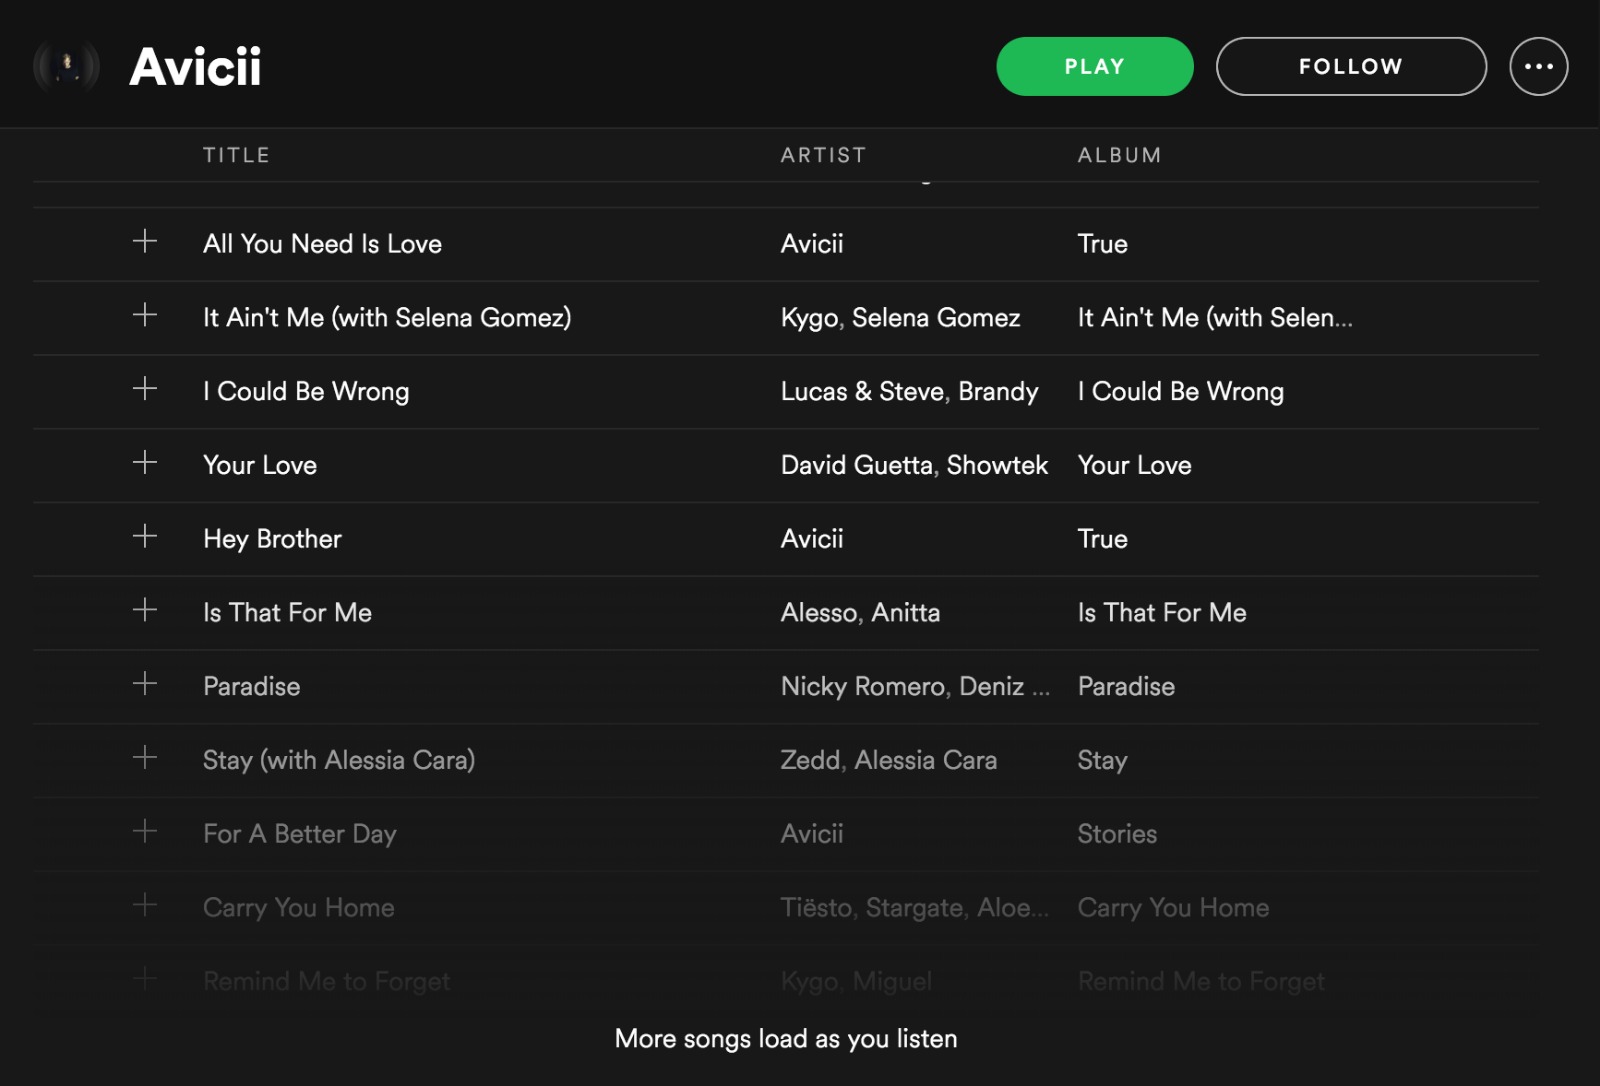 Avicii PLAY FOLLOW
TITLE ARTIST ALBUM
All You Need Is Love Avicii True
It Ain't Me (with Selena Gomez) Kygo, Selena Gomez It Ain't Me (with Selen...
I Could Be Wrong Lucas & Steve, Brandy I Could Be Wrong
Your Love David Guetta, Showtek Your Love
Hey Brother Avicii True
Is That For Me Alesso, Anitta Is That For Me
Paradise Nicky Romero, Deniz ... Paradise
Stay (with Alessia Cara) Zedd, Alessia Cara Stay
For A Better Day Avicii Stories
Carry You Home Tiësto, Stargate, Aloe... Carry You Home
Remind Me to Forget Kygo, Miguel Remind Me to Forget
More songs load as you listen